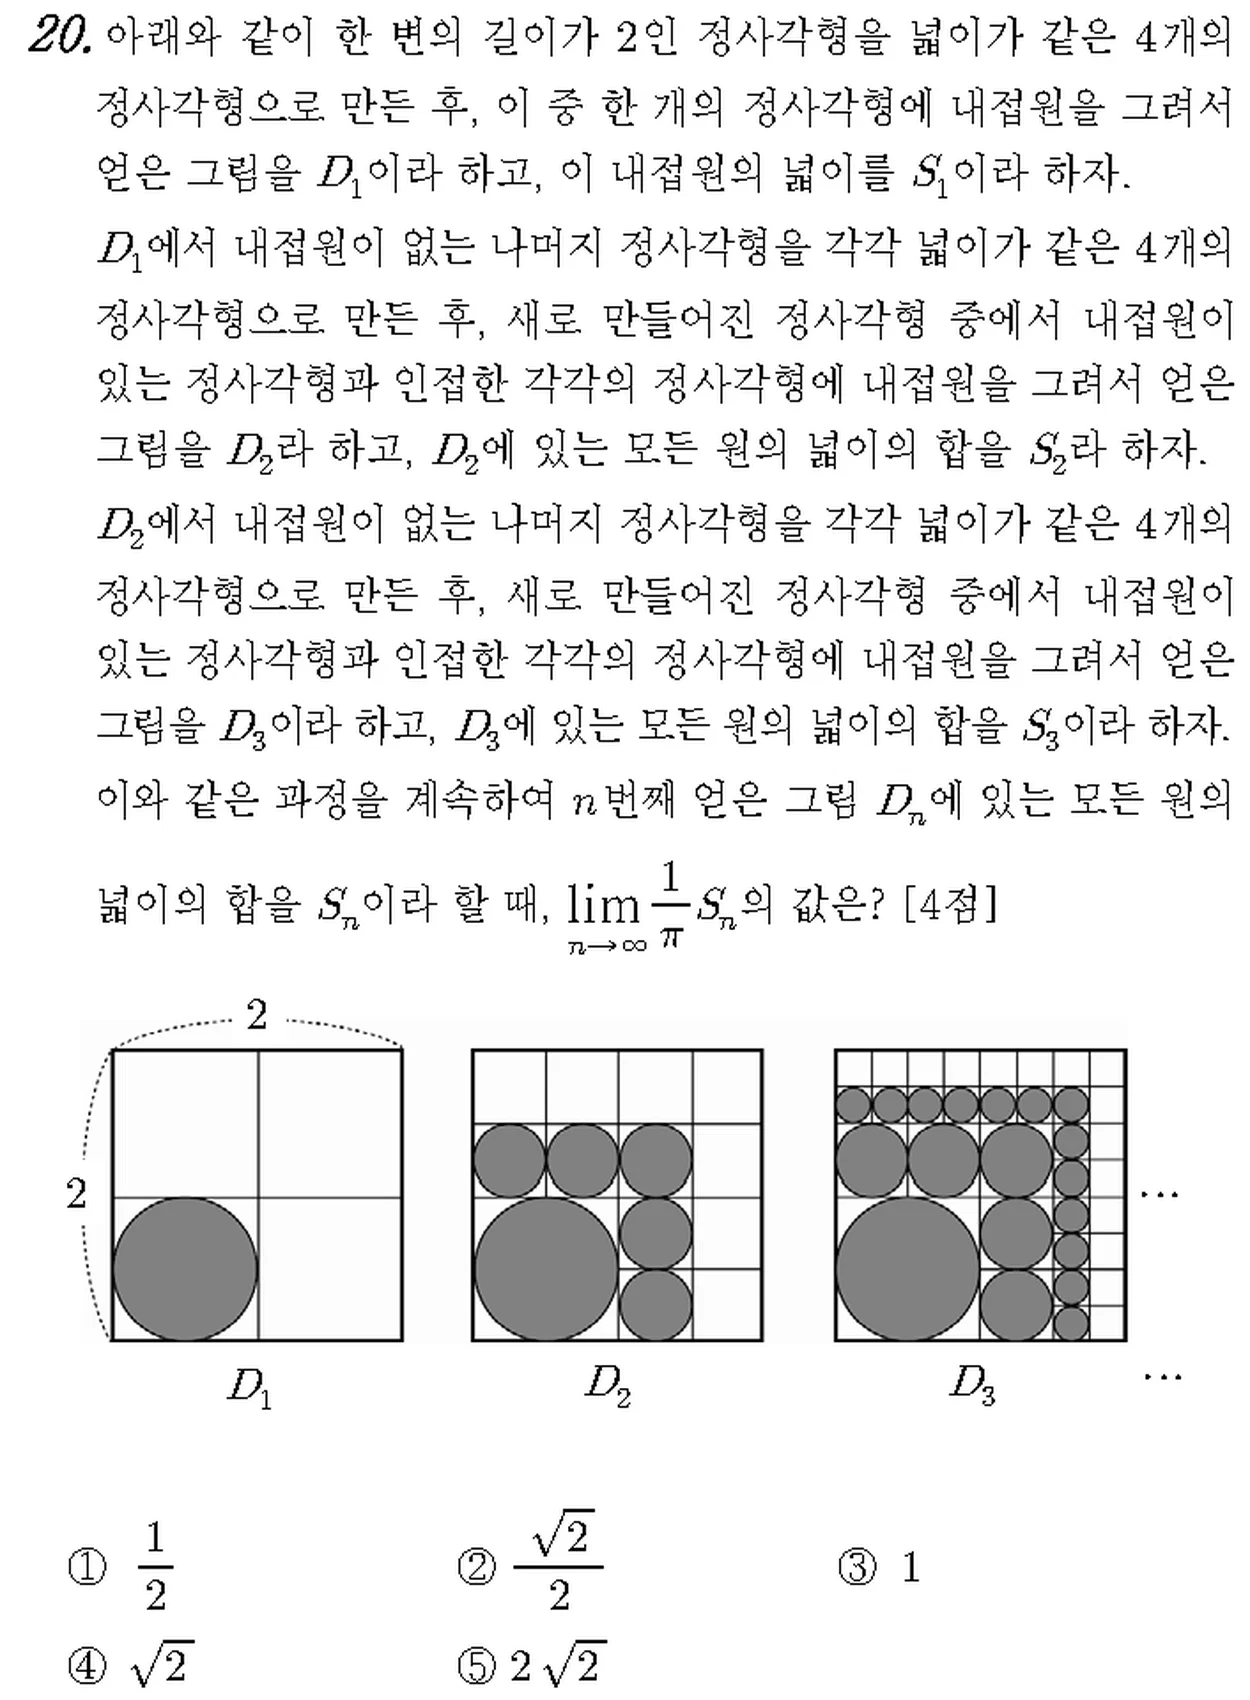 20. 아래와 같이 한 변의 길이가 2인 정사각형을 넓이가 같은 4개의
정사각형으로 만든 후, 이 중 한 개의 정사각형에 내접원을 그려서
얻은 그림을 D₁이라 하고, 이 내접원의 넓이를 S₁이라 하자.
D₁에서 내접원이 없는 나머지 정사각형을 각각 넓이가 같은 4개의
정사각형으로 만든 후, 새로 만들어진 정사각형 중에서 내접원이
있는 정사각형과 인접한 각각의 정사각형에 내접원을 그려서 얻은
그림을 D₂라 하고, D₂에 있는 모든 원의 넓이의 합을 S₂라 하자.
D₂에서 내접원이 없는 나머지 정사각형을 각각 넓이가 같은 4개의
정사각형으로 만든 후, 새로 만들어진 정사각형 중에서 내접원이
있는 정사각형과 인접한 각각의 정사각형에 내접원을 그려서 얻은
그림을 D₃이라 하고, D₃에 있는 모든 원의 넓이의 합을 S₃이라 하자.
이와 같은 과정을 계속하여 n번째 얻은 그림 Dₙ에 있는 모든 원의
넓이의 합을 Sₙ이라 할 때, lim n→∞ 1/π Sₙ의 값은? [4점]
2
2
…
D₁ D₂ D₃ …
① 1/2 ② √2/2 ③ 1
④ √2 ⑤ 2√2